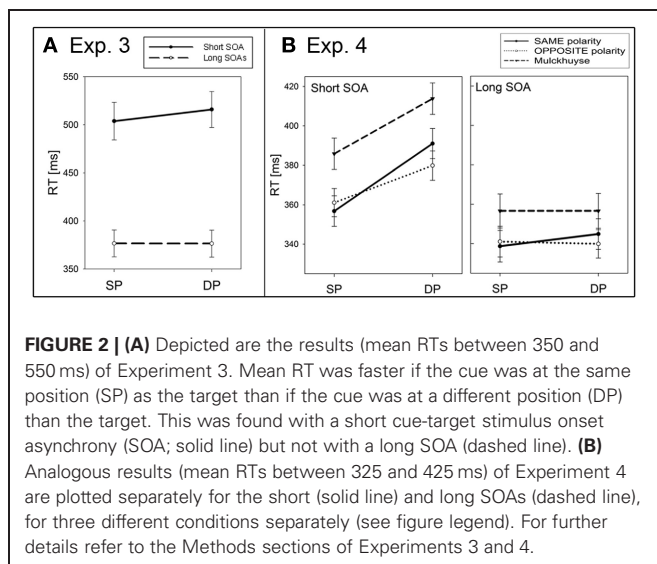 A Exp. 3
Short SOA
Long SOAs
550
500
450
400
350
RT [ms]
SP
DP
B Exp. 4
SAME polarity
OPPOSITE polarity
Mulckhuyse
Short SOA
Long SOA
420
400
380
360
340
RT [ms]
SP
DP
SP
DP
FIGURE 2 | (A) Depicted are the results (mean RTs between 350 and
550 ms) of Experiment 3. Mean RT was faster if the cue was at the same
position (SP) as the target than if the cue was at a different position (DP)
than the target. This was found with a short cue-target stimulus onset
asynchrony (SOA; solid line) but not with a long SOA (dashed line). (B)
Analogous results (mean RTs between 325 and 425 ms) of Experiment 4
are plotted separately for the short (solid line) and long SOAs (dashed line),
for three different conditions separately (see figure legend). For further
details refer to the Methods sections of Experiments 3 and 4.